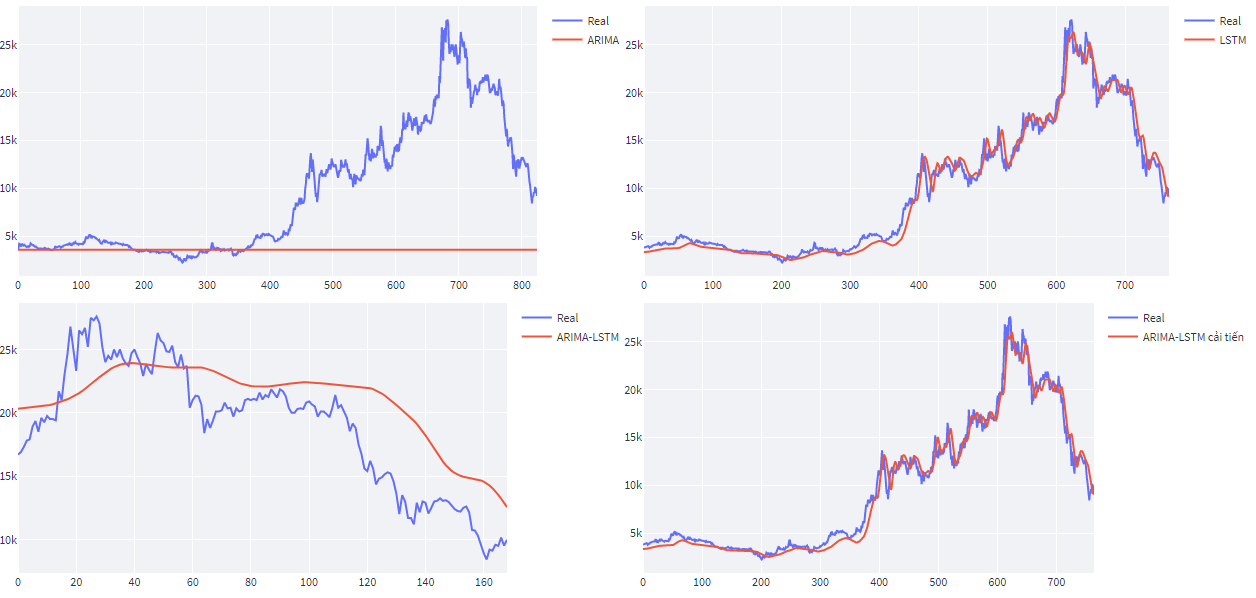 Real
ARIMA
25k
20k
15k
10k
5k
0 100 200 300 400 500 600 700 800
Real
LSTM
25k
20k
15k
10k
5k
0 100 200 300 400 500 600 700
Real
ARIMA-LSTM
25k
20k
15k
10k
0 20 40 60 80 100 120 140 160
Real
ARIMA-LSTM cải tiến
25k
20k
15k
10k
5k
0 100 200 300 400 500 600 700